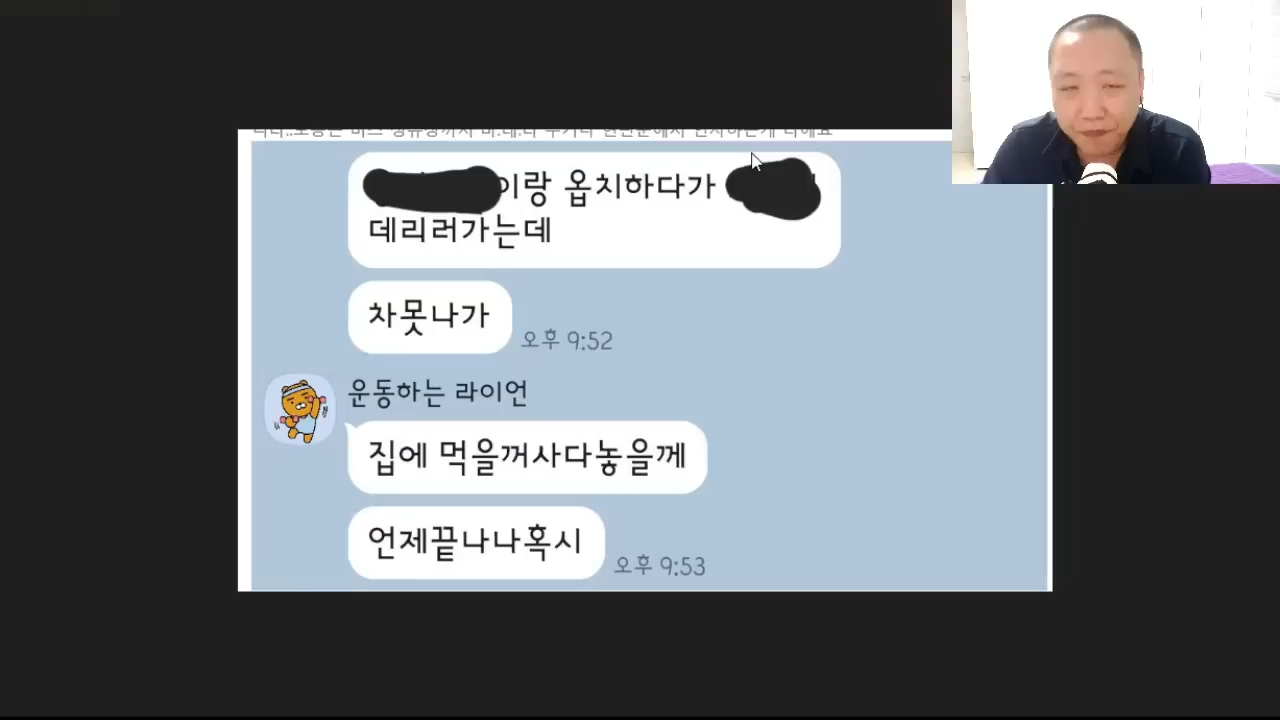 이랑 옵치하다가
데리러가는데
차못나가
오후 9:52
운동하는 라이언
집에 먹을꺼사다놓을께
언제끝나나혹시
오후 9:53